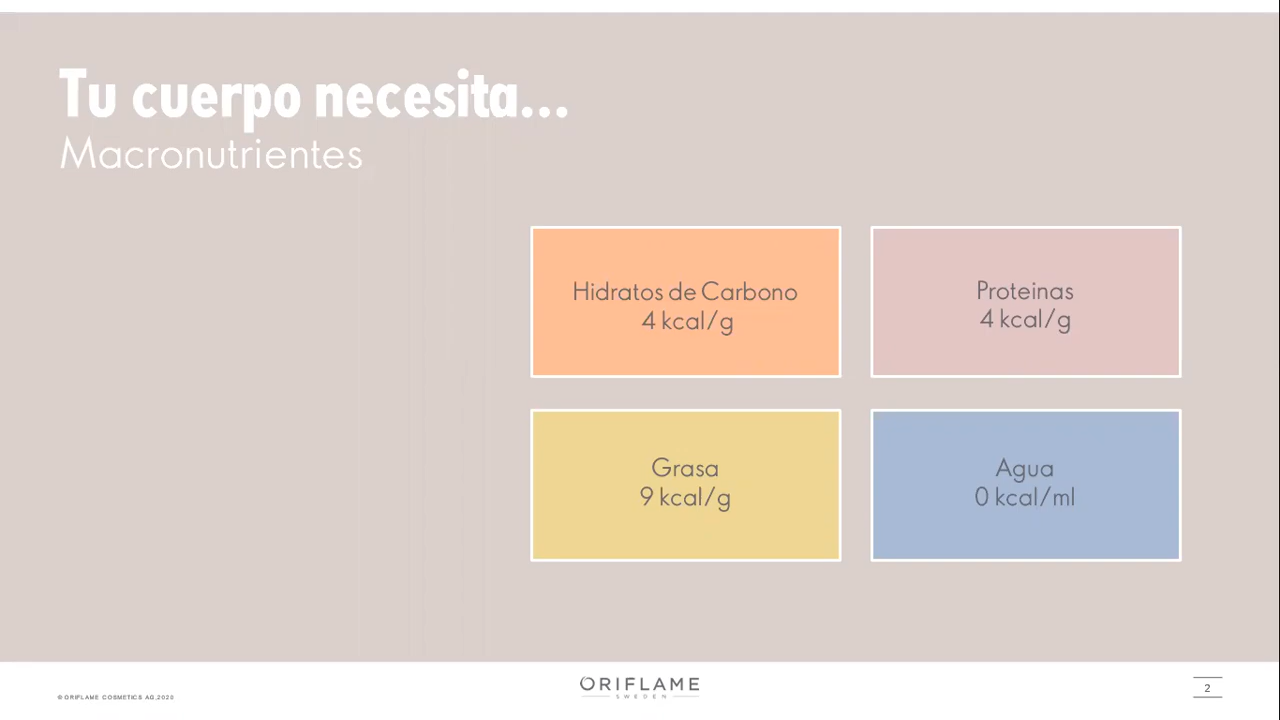 Tu cuerpo necesita...
Macronutrientes
Hidratos de Carbono
4 kcal/g
Proteinas
4 kcal/g
Grasa
9 kcal/g
Agua
0 kcal/ml
© ORIFLAME COSMETICS AG,2020
ORIFLAME
SWEDEN
2